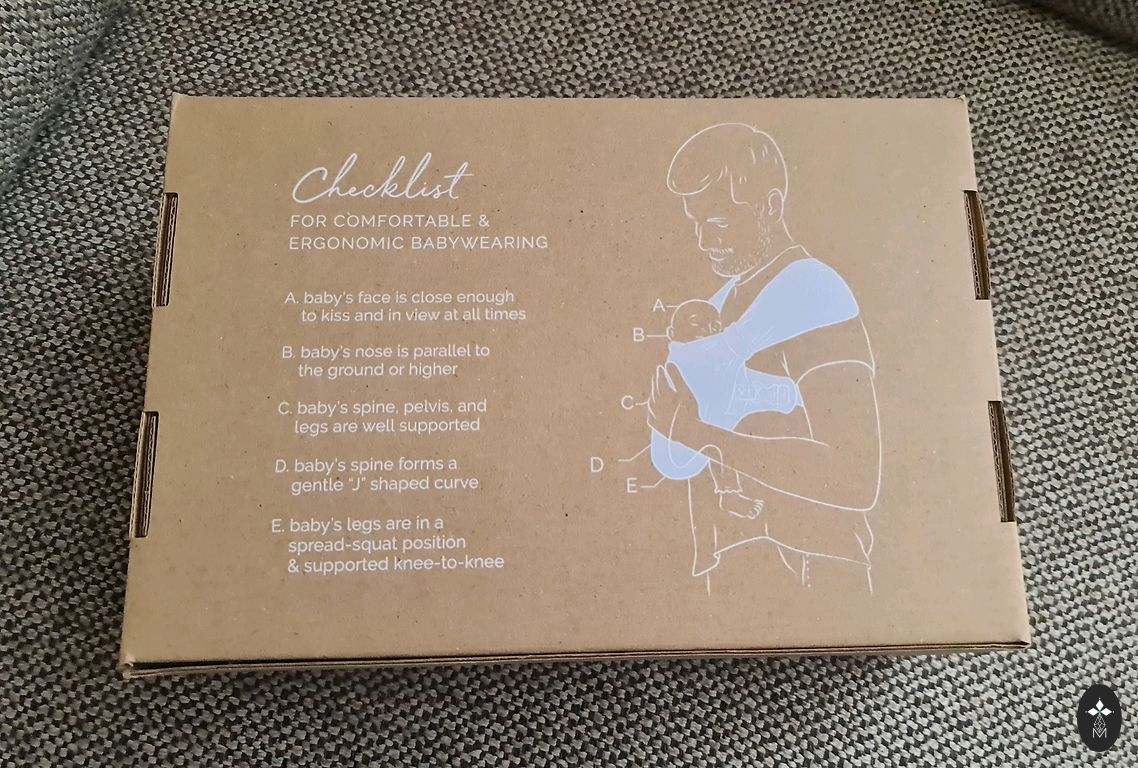 Checklist
FOR COMFORTABLE &
ERGONOMIC BABYWEARING
A. baby's face is close enough
to kiss and in view at all times
B. baby's nose is parallel to
the ground or higher
C. baby's spine, pelvis, and
legs are well supported
D. baby's spine forms a
gentle “J” shaped curve
E. baby's legs are in a
spread-squat position
& supported knee-to-knee
A
B
C
D
E
M